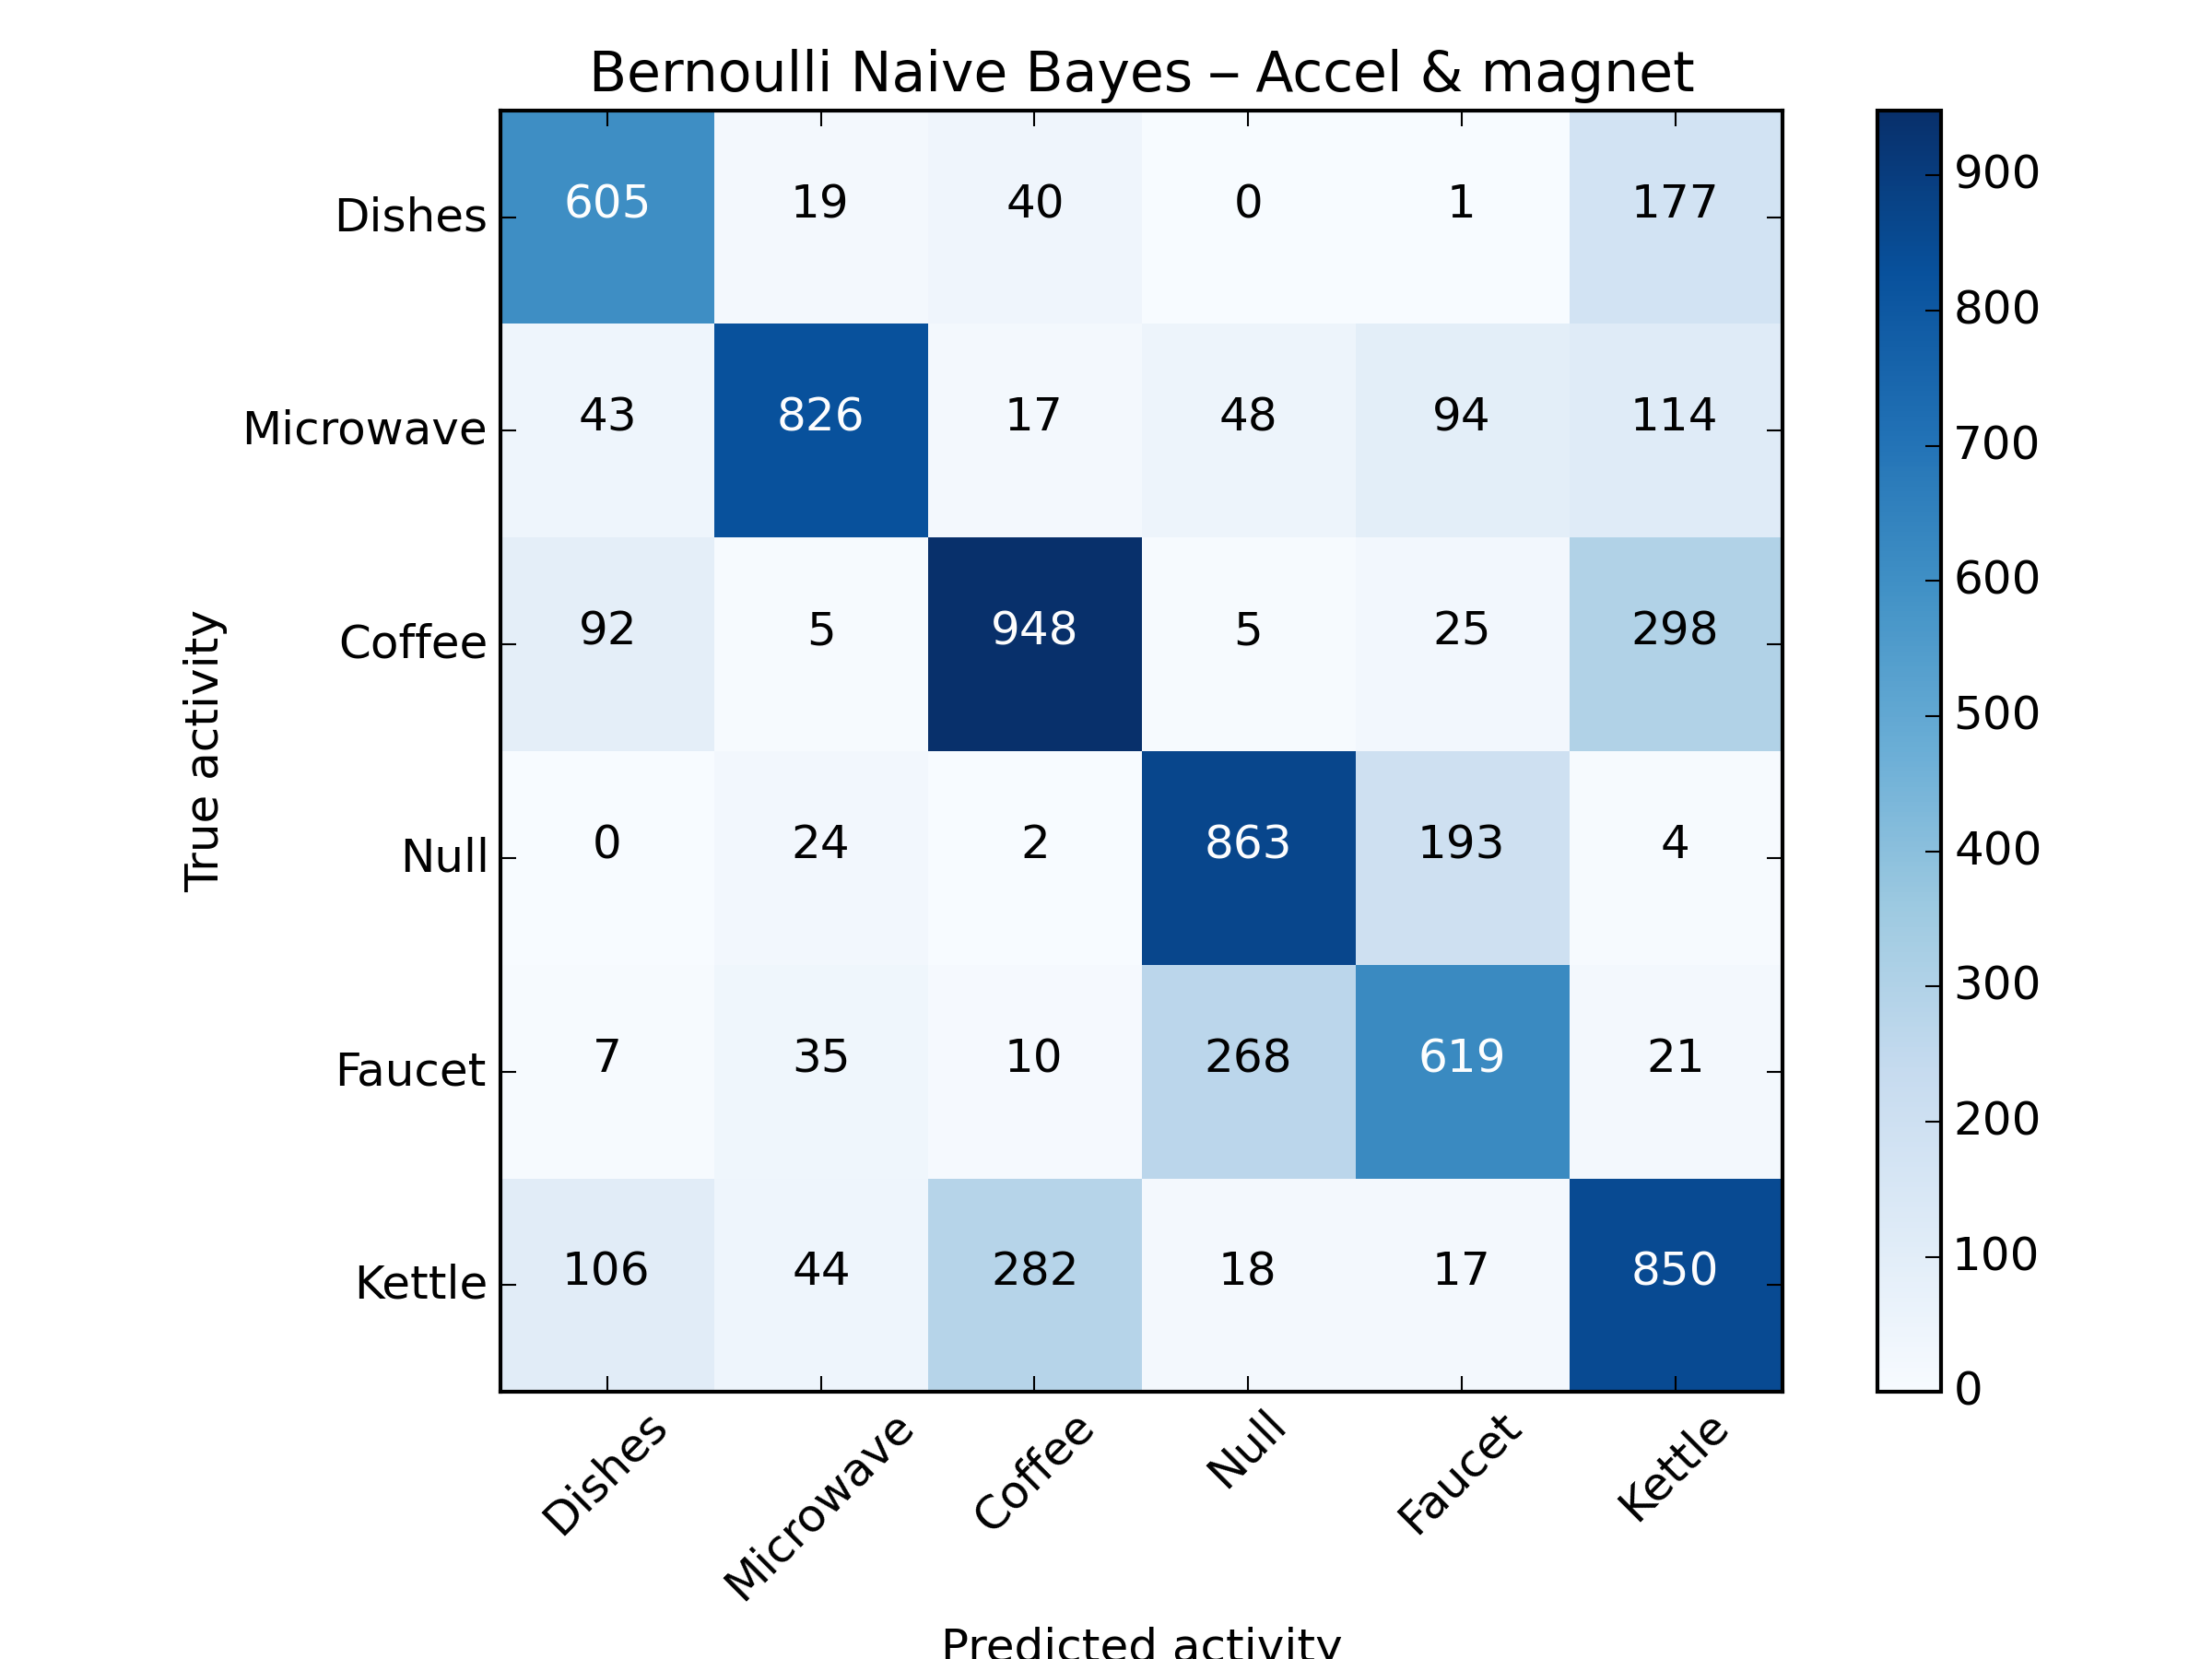 Bernoulli Naive Bayes – Accel & magnet
Dishes 605 19 40 0 1 177
Microwave 43 826 17 48 94 114
Coffee 92 5 948 5 25 298
Null 0 24 2 863 193 4
Faucet 7 35 10 268 619 21
Kettle 106 44 282 18 17 850
True activity
Dishes Microwave Coffee Null Faucet Kettle
Predicted activity
900
800
700
600
500
400
300
200
100
0